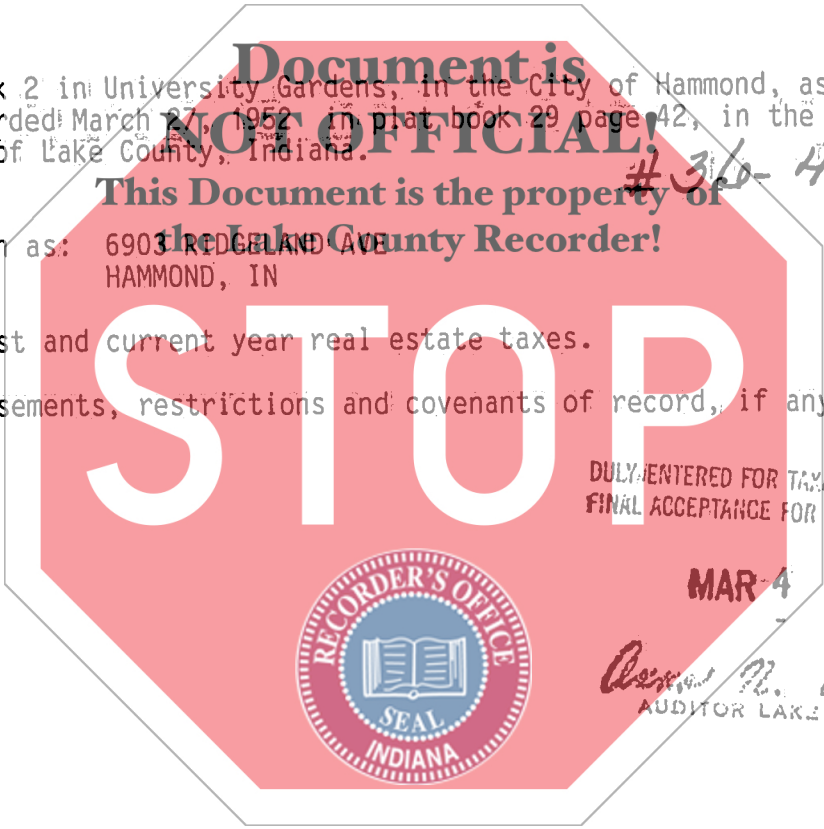 Document is
k 2 in University Gardens, in the City of Hammond, as
rded March 27, 1952 in plat book 29 page 42, in the
NOT OFFICIAL!
of Lake County, Indiana.
#36-4
This Document is the property of
the Lake County Recorder!
n as: 6903 RIDGELAND AVE
HAMMOND, IN
st and current year real estate taxes.
sements, restrictions and covenants of record, if any
STOP
DULY ENTERED FOR TAXA
FINAL ACCEPTANCE FOR
MAR 4
AUDITOR LAKE
RECORDER'S OFFICE
SEAL
INDIANA